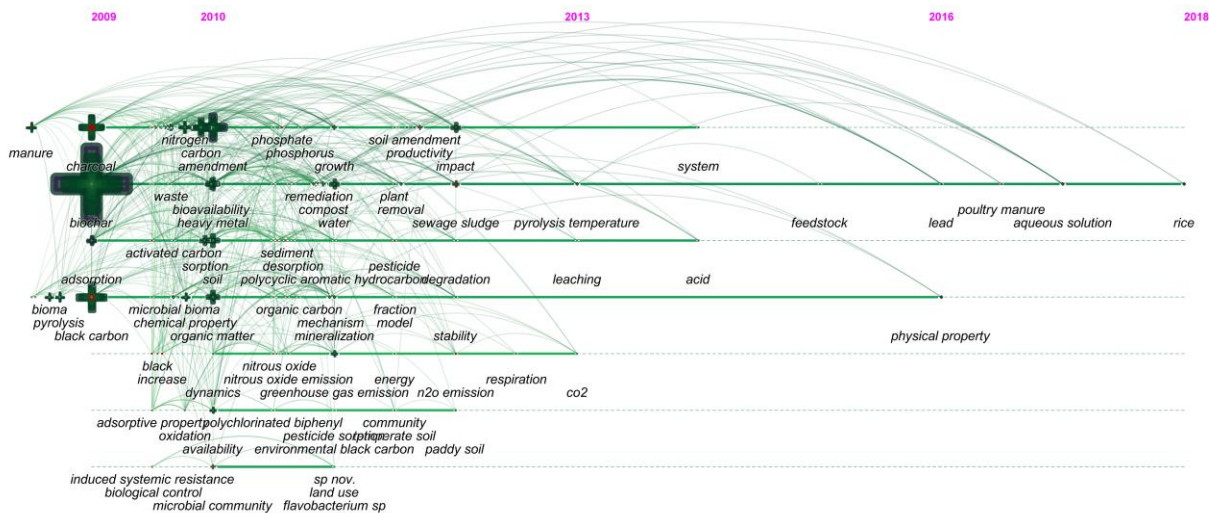 2009 2010 2013 2016 2018
nitrogen phosphate soil amendment
manure carbon phosphorus productivity
charcoal amendment growth impact system
waste remediation plant
bioavailability compost removal poultry manure
biochar heavy metal water sewage sludge pyrolysis temperature feedstock lead aqueous solution rice
activated carbon sediment
sorption desorption pesticide
adsorption soil polycyclic aromatic hydrocarbon degradation leaching acid
bioma microbial bioma organic carbon fraction
pyrolysis chemical property mechanism model
black carbon organic matter mineralization stability physical property
black nitrous oxide
increase nitrous oxide emission energy respiration
dynamics greenhouse gas emission n2o emission co2
adsorptive property polychlorinated biphenyl community
oxidation pesticide sorption temperate soil
availability environmental black carbon paddy soil
induced systemic resistance sp nov.
biological control land use
microbial community flavobacterium sp